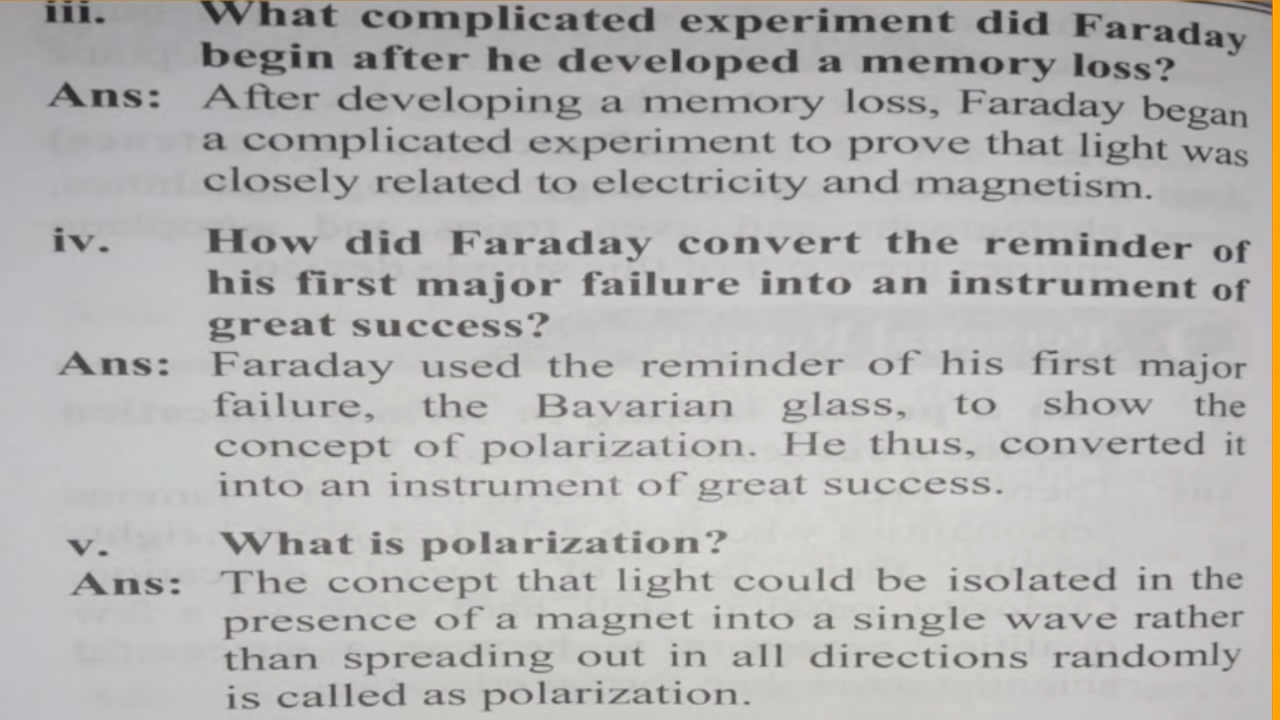 iii. What complicated experiment did Faraday
begin after he developed a memory loss?
Ans: After developing a memory loss, Faraday began
a complicated experiment to prove that light was
closely related to electricity and magnetism.
iv. How did Faraday convert the reminder of
his first major failure into an instrument of
great success?
Ans: Faraday used the reminder of his first major
failure, the Bavarian glass, to show the
concept of polarization. He thus, converted it
into an instrument of great success.
v. What is polarization?
Ans: The concept that light could be isolated in the
presence of a magnet into a single wave rather
than spreading out in all directions randomly
is called as polarization.